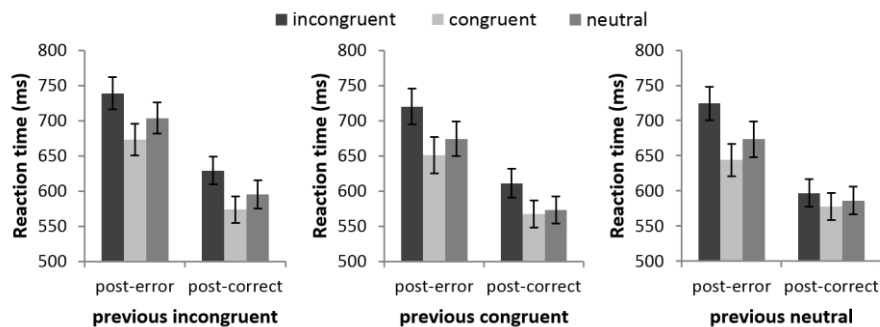 incongruent congruent neutral
Reaction time (ms)
800
750
700
650
600
550
500
post-error post-correct
previous incongruent
Reaction time (ms)
800
750
700
650
600
550
500
post-error post-correct
previous congruent
Reaction time (ms)
800
750
700
650
600
550
500
post-error post-correct
previous neutral